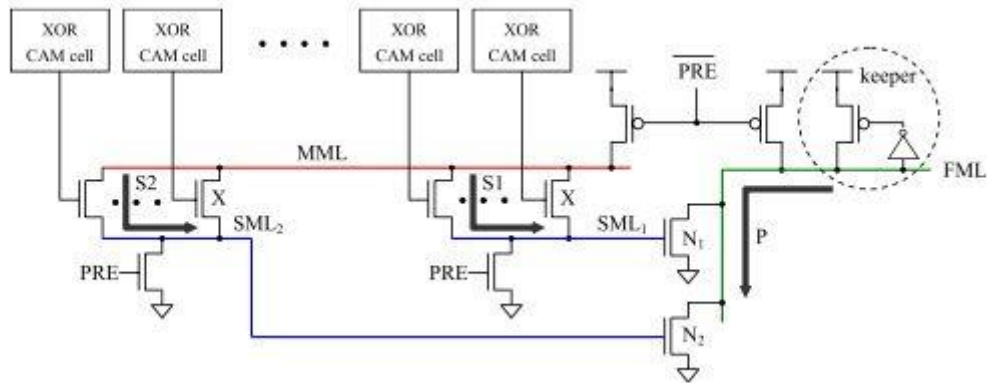 XOR
CAM cell
XOR
CAM cell
XOR
CAM cell
XOR
CAM cell
PRE
keeper
MML
FML
S2
X
S1
X
SML2
SML1
N1
P
PRE
PRE
N2